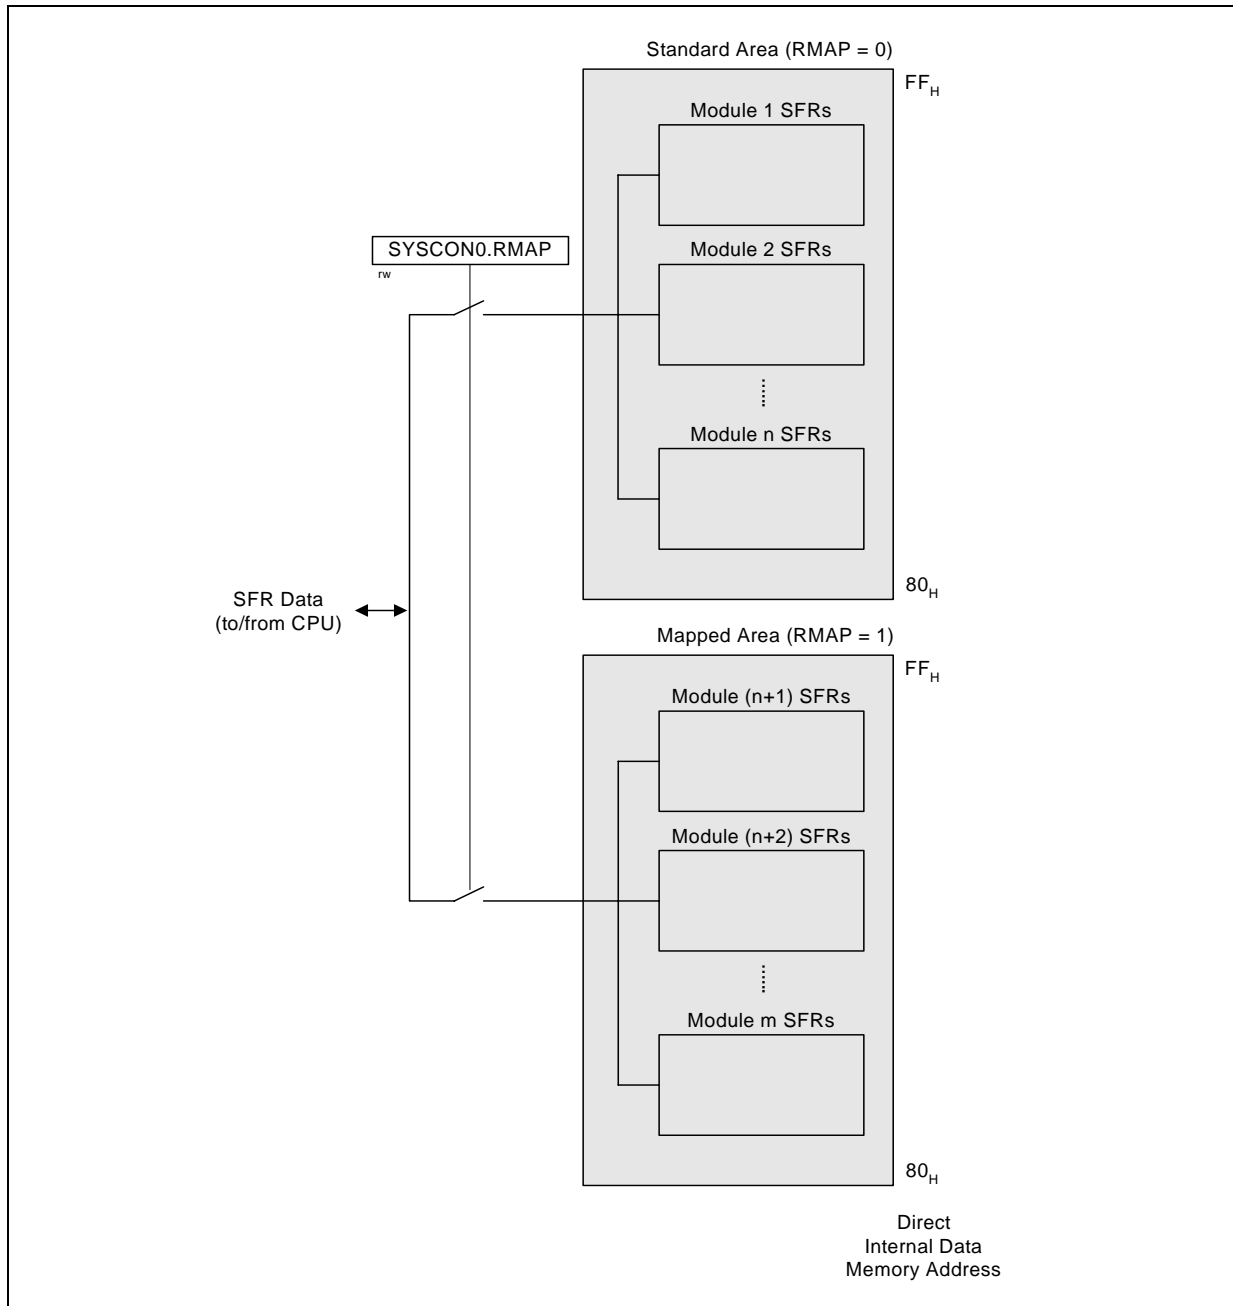 Standard Area (RMAP = 0)
FFH
Module 1 SFRs
SYSCON0.RMAP
rw
Module 2 SFRs
Module n SFRs
80H
SFR Data
(to/from CPU)
Mapped Area (RMAP = 1)
FFH
Module (n+1) SFRs
Module (n+2) SFRs
Module m SFRs
80H
Direct
Internal Data
Memory Address